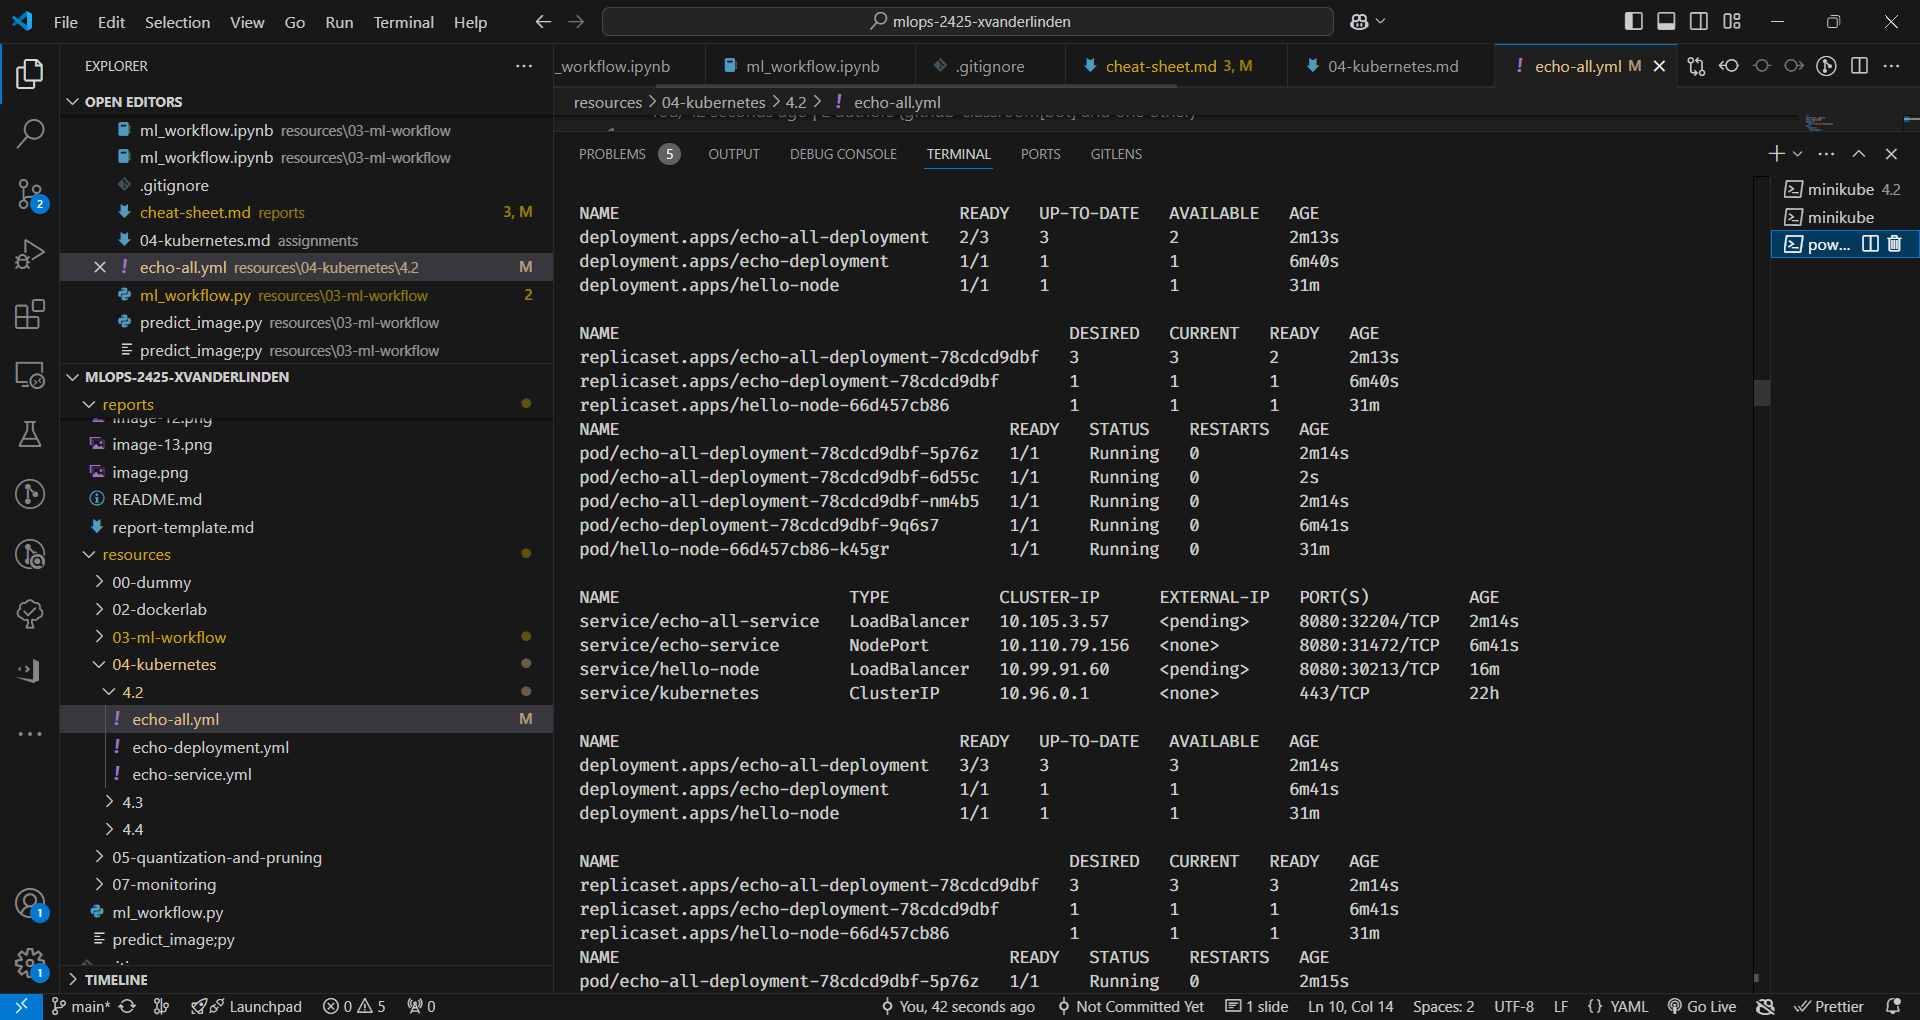 File Edit Selection View Go Run Terminal Help
mlops-2425-xvanderlinden
EXPLORER
OPEN EDITORS
ml_workflow.ipynb resources\03-ml-workflow
ml_workflow.ipynb resources\03-ml-workflow
.gitignore
cheat-sheet.md reports 3, M
04-kubernetes.md assignments
echo-all.yml resources\04-kubernetes\4.2 M
ml_workflow.py resources\03-ml-workflow 2
predict_image.py resources\03-ml-workflow
predict_image;py resources\03-ml-workflow
MLOPS-2425-XVANDERLINDEN
reports
image-12.png
image-13.png
image.png
README.md
report-template.md
resources
00-dummy
02-dockerlab
03-ml-workflow
04-kubernetes
4.2
echo-all.yml M
echo-deployment.yml
echo-service.yml
4.3
4.4
05-quantization-and-pruning
07-monitoring
ml_workflow.py
predict_image;py
TIMELINE
2
1
1
_workflow.ipynb ml_workflow.ipynb .gitignore cheat-sheet.md 3, M 04-kubernetes.md echo-all.yml M
resources > 04-kubernetes > 4.2 > ! echo-all.yml
You, 42 seconds ago | 2 authors (github-classroom[bot] and one other)
PROBLEMS 5 OUTPUT DEBUG CONSOLE TERMINAL PORTS GITLENS
minikube 4.2
minikube
pow...
NAME READY UP-TO-DATE AVAILABLE AGE
deployment.apps/echo-all-deployment 2/3 3 2 2m13s
deployment.apps/echo-deployment 1/1 1 1 6m40s
deployment.apps/hello-node 1/1 1 1 31m
NAME DESIRED CURRENT READY AGE
replicaset.apps/echo-all-deployment-78cdcd9dbf 3 3 2 2m13s
replicaset.apps/echo-deployment-78cdcd9dbf 1 1 1 6m40s
replicaset.apps/hello-node-66d457cb86 1 1 1 31m
NAME READY STATUS RESTARTS AGE
pod/echo-all-deployment-78cdcd9dbf-5p76z 1/1 Running 0 2m14s
pod/echo-all-deployment-78cdcd9dbf-6d55c 1/1 Running 0 2s
pod/echo-all-deployment-78cdcd9dbf-nm4b5 1/1 Running 0 2m14s
pod/echo-deployment-78cdcd9dbf-9q6s7 1/1 Running 0 6m41s
pod/hello-node-66d457cb86-k45gr 1/1 Running 0 31m
NAME TYPE CLUSTER-IP EXTERNAL-IP PORT(S) AGE
service/echo-all-service LoadBalancer 10.105.3.57 <pending> 8080:32204/TCP 2m14s
service/echo-service NodePort 10.110.79.156 <none> 8080:31472/TCP 6m41s
service/hello-node LoadBalancer 10.99.91.60 <pending> 8080:30213/TCP 16m
service/kubernetes ClusterIP 10.96.0.1 <none> 443/TCP 22h
NAME READY UP-TO-DATE AVAILABLE AGE
deployment.apps/echo-all-deployment 3/3 3 3 2m14s
deployment.apps/echo-deployment 1/1 1 1 6m41s
deployment.apps/hello-node 1/1 1 1 31m
NAME DESIRED CURRENT READY AGE
replicaset.apps/echo-all-deployment-78cdcd9dbf 3 3 3 2m14s
replicaset.apps/echo-deployment-78cdcd9dbf 1 1 1 6m41s
replicaset.apps/hello-node-66d457cb86 1 1 1 31m
NAME READY STATUS RESTARTS AGE
pod/echo-all-deployment-78cdcd9dbf-5p76z 1/1 Running 0 2m15s
main* Launchpad 0 5 0 You, 42 seconds ago Not Committed Yet 1 slide Ln 10, Col 14 Spaces: 2 UTF-8 LF {} YAML Go Live Prettier